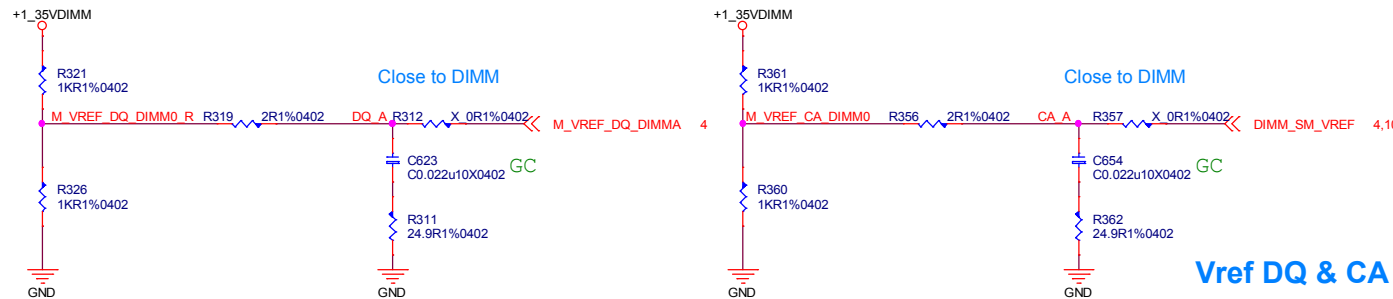 +1_35VDIMM
R321
1KR1%0402
Close to DIMM
M_VREF_DQ_DIMM0_R R319 2R1%0402 DQ_A R312 X_0R1%0402 M_VREF_DQ_DIMMA 4
C623
C0.022u10X0402 GC
R326
1KR1%0402
R311
24.9R1%0402
GND GND
+1_35VDIMM
R361
1KR1%0402
Close to DIMM
M_VREF_CA_DIMM0 R356 2R1%0402 CA_A R357 X_0R1%0402 DIMM_SM_VREF
C654
C0.022u10X0402 GC
R360
1KR1%0402
R362
24.9R1%0402
GND GND
Vref DQ & CA